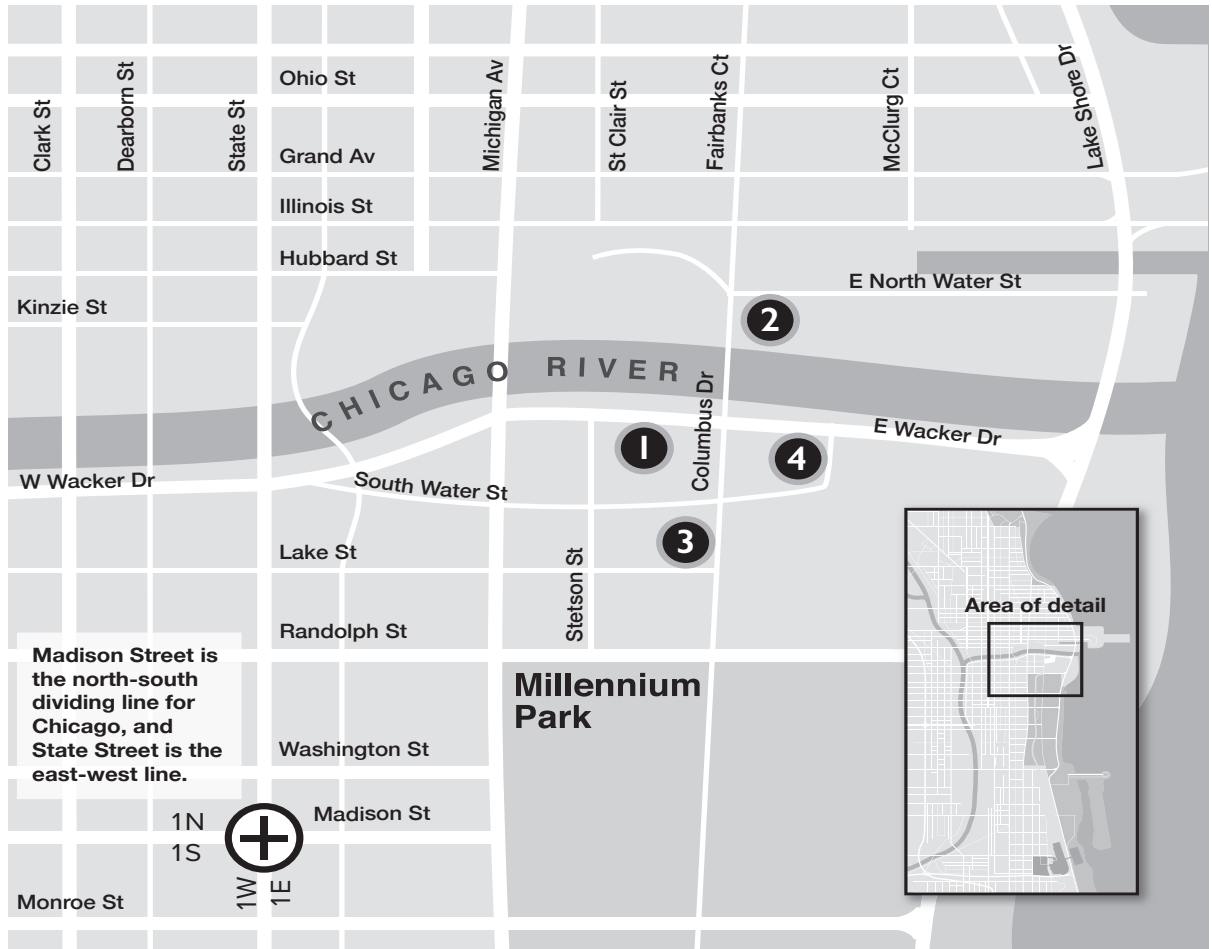 Clark St
Dearborn St
State St
Ohio St
Michigan Av
St Clair St
Fairbanks Ct
McClurg Ct
Lake Shore Dr
Grand Av
Illinois St
Hubbard St
Kinzie St
E North Water St
2
CHICAGO RIVER
Columbus Dr
1
4
E Wacker Dr
W Wacker Dr
South Water St
3
Lake St
Stetson St
Randolph St
Area of detail
Madison Street is
the north-south
dividing line for
Chicago, and
State Street is the
east-west line.
Millennium
Park
Washington St
Madison St
1N
1S
1W
1E
Monroe St